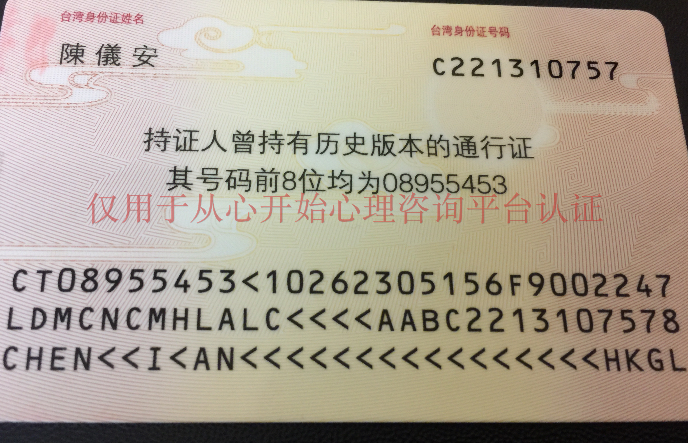 台湾身份证姓名
陳儀安
台湾身份证号码
C221310757
持证人曾持有历史版本的通行证
其号码前8位均为08955453
仅用于从心开始心理咨询平台认证
CT08955453<10262305156F9002247
LDMCNCMHLALC<<<<AABC2213107578
CHEN<<I<AN<<<<<<<<<<<<<<<<HKGL